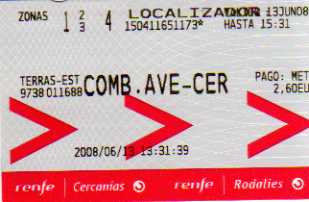 ZONAS 1 2 3 4 LOCALIZADOR 13JUN08
150411651173* HASTA 15:31
TERRAS-EST COMB.AVE-CER PAGO: MET
9738 011688 2,60EU
2008/06/13 13:31:39
renfe Cercanías renfe Rodalies